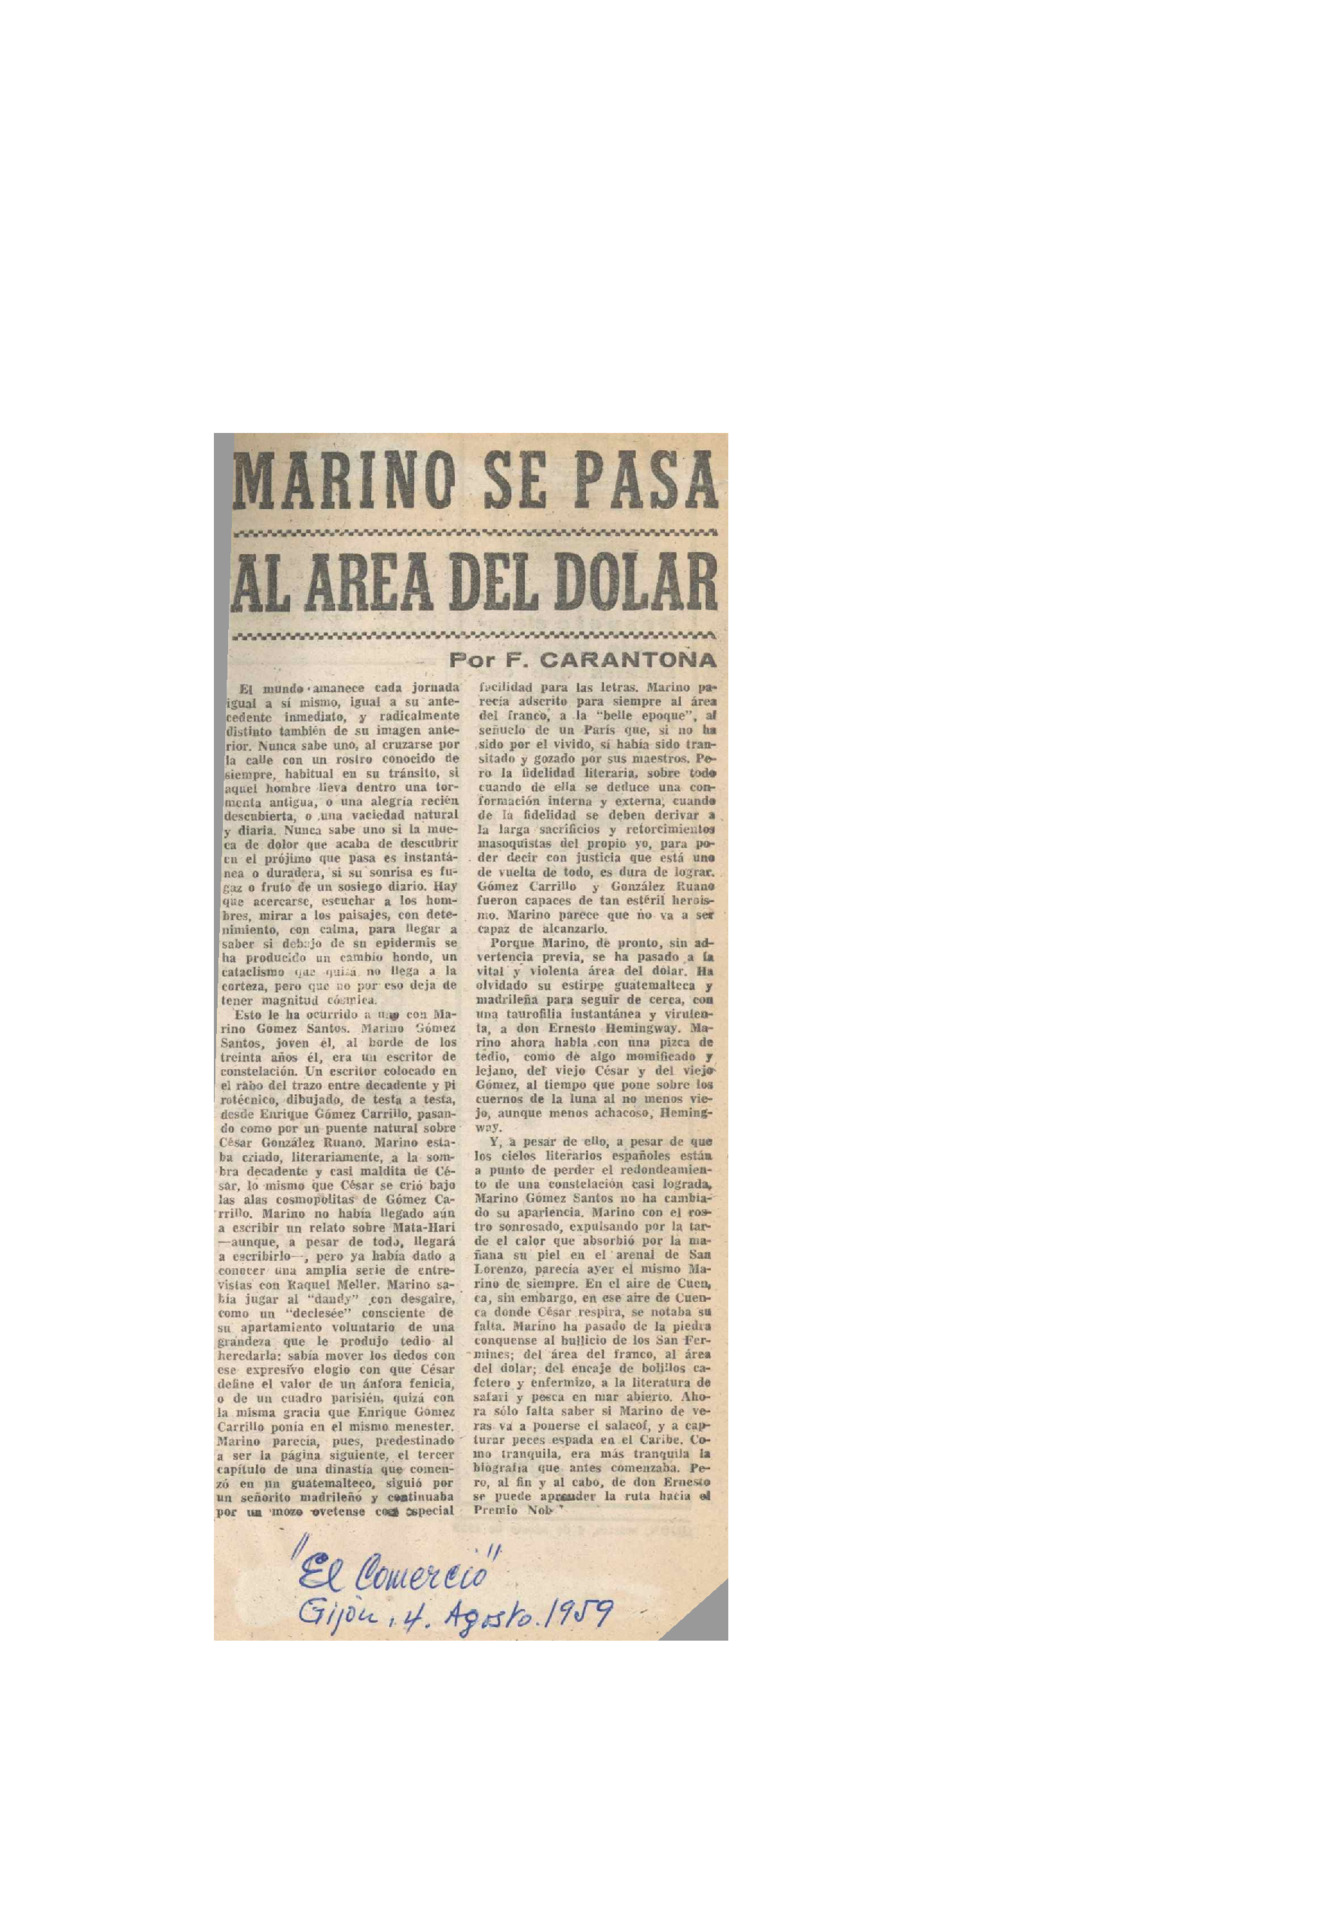 MARINO SE PASA
AL AREA DEL DOLAR
Por F. CARANTOÑA
El mundo amanece cada jornada
igual a sí mismo, igual a su ante-
cedente inmediato, y radicalmente
distinto también de su imagen ante-
rior. Nunca sabe uno, al cruzarse por
la calle con un rostro conocido de
siempre, habitual en su tránsito, si
aquel hombre lleva dentro una tor-
menta antigua, o una alegría recién
descubierta, o una vaciedad natural
y diaria. Nunca sabe uno si la mue-
ca de dolor que acaba de descubrir
en el prójimo que pasa es instantá-
nea o duradera, si su sonrisa es fu-
gaz o fruto de un sosiego diario. Hay
que acercarse, escuchar a los hom-
bres, mirar a los paisajes, con dete-
nimiento, con calma, para llegar a
saber si debajo de su epidermis se
ha producido un cambio hondo, un
cataclismo que quizá no llega a la
corteza, pero que no por eso deja de
tener magnitud cósmica.
Esto le ha ocurrido a uno con Ma-
rino Gomez Santos. Marino Gómez
Santos, joven él, al borde de los
treinta años él, era un escritor de
constelación. Un escritor colocado en
el rabo del trazo entre decadente y pi
rotécnico, dibujado, de testa a testa,
desde Enrique Gómez Carrillo, pasan-
do como por un puente natural sobre
César González Ruano. Marino esta-
ba criado, literariamente, a la som-
bra decadente y casi maldita de Cé-
sar, lo mismo que César se crió bajo
las alas cosmopolitas de Gómez Ca-
rrillo. Marino no había llegado aún
a escribir un relato sobre Mata-Hari
—aunque, a pesar de todo, llegará
a escribirlo—, pero ya había dado a
conocer una amplia serie de entre-
vistas con Raquel Meller. Marino sa-
bía jugar al "dandy" con desgaire,
como un "declesée" consciente de
su apartamiento voluntario de una
grandeza que le produjo tedio al
heredarla; sabía mover los dedos con
ese expresivo elogio con que César
define el valor de un ánfora fenicia,
o de un cuadro parisién, quizá con
la misma gracia que Enrique Gómez
Carrillo ponía en el mismo menester.
Marino parecía, pues, predestinado
a ser la página siguiente, el tercer
capítulo de una dinastía que comen-
zó en un guatemalteco, siguió por
un señorito madrileño y continuaba
por un mozo ovetense con especial
facilidad para las letras. Marino pa-
recía adscrito para siempre al área
del franco, a la "belle epoque", al
señuelo de un París que, si no ha
sido por el vivido, sí había sido tran-
sitado y gozado por sus maestros. Pe-
ro la fidelidad literaria, sobre todo
cuando de ella se deduce una con-
formación interna y externa, cuando
de la fidelidad se deben derivar a
la larga sacrificios y retorcimientos
masoquistas del propio yo, para po-
der decir con justicia que está uno
de vuelta de todo, es dura de lograr.
Gómez Carrillo y González Ruano
fueron capaces de tan estéril herois-
mo. Marino parece que no va a ser
capaz de alcanzarlo.
Porque Marino, de pronto, sin ad-
vertencia previa, se ha pasado a la
vital y violenta área del dolar. Ha
olvidado su estirpe guatemalteca y
madrileña para seguir de cerca, con
una taurofilia instantánea y virulen-
ta, a don Ernesto Hemingway. Ma-
rino ahora habla con una pizca de
tédio, como de algo momificado y
lejano, del viejo César y del viejo
Gómez, al tiempo que pone sobre los
cuernos de la luna al no menos vie-
jo, aunque menos achacoso, Heming-
way.
Y, a pesar de ello, a pesar de que
los cielos literarios españoles están
a punto de perder el redondeamien-
to de una constelación casi lograda,
Marino Gómez Santos no ha cambia-
do su apariencia. Marino con el ros-
tro sonrosado, expulsando por la tar-
de el calor que absorbió por la ma-
ñana su piel en el arenal de San
Lorenzo, parecía ayer el mismo Ma-
rino de siempre. En el aire de Cuen,
ca, sin embargo, en ese aire de Cuen-
ca donde César respira, se notaba su
falta. Marino ha pasado de la piedra
conquense al bullicio de los San Fer-
mines; del área del franco, al área
del dolar; del encaje de bolillos ca-
fetero y enfermizo, a la literatura de
safari y pesca en mar abierto. Aho-
ra sólo falta saber si Marino de ve-
ras va a ponerse el salacof, y a cap-
turar peces espada en el Caribe. Co-
mo tranquila, era más tranquila la
biografía que antes comenzaba. Pe-
ro, al fin y al cabo, de don Ernesto
se puede aprender la ruta hacia el
Premio Nob
"El Comercio"
Gijón, 4. Agosto. 1959